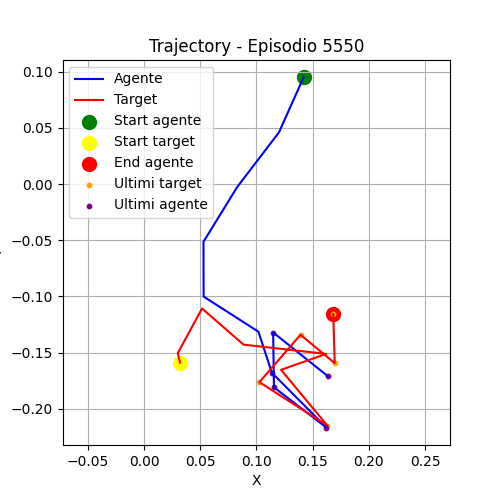 Trajectory - Episodio 5550
Agente
Target
Start agente
Start target
End agente
Ultimi target
Ultimi agente
0.10
0.05
0.00
−0.05
−0.10
−0.15
−0.20
−0.05
0.00
0.05
0.10
0.15
0.20
0.25
X